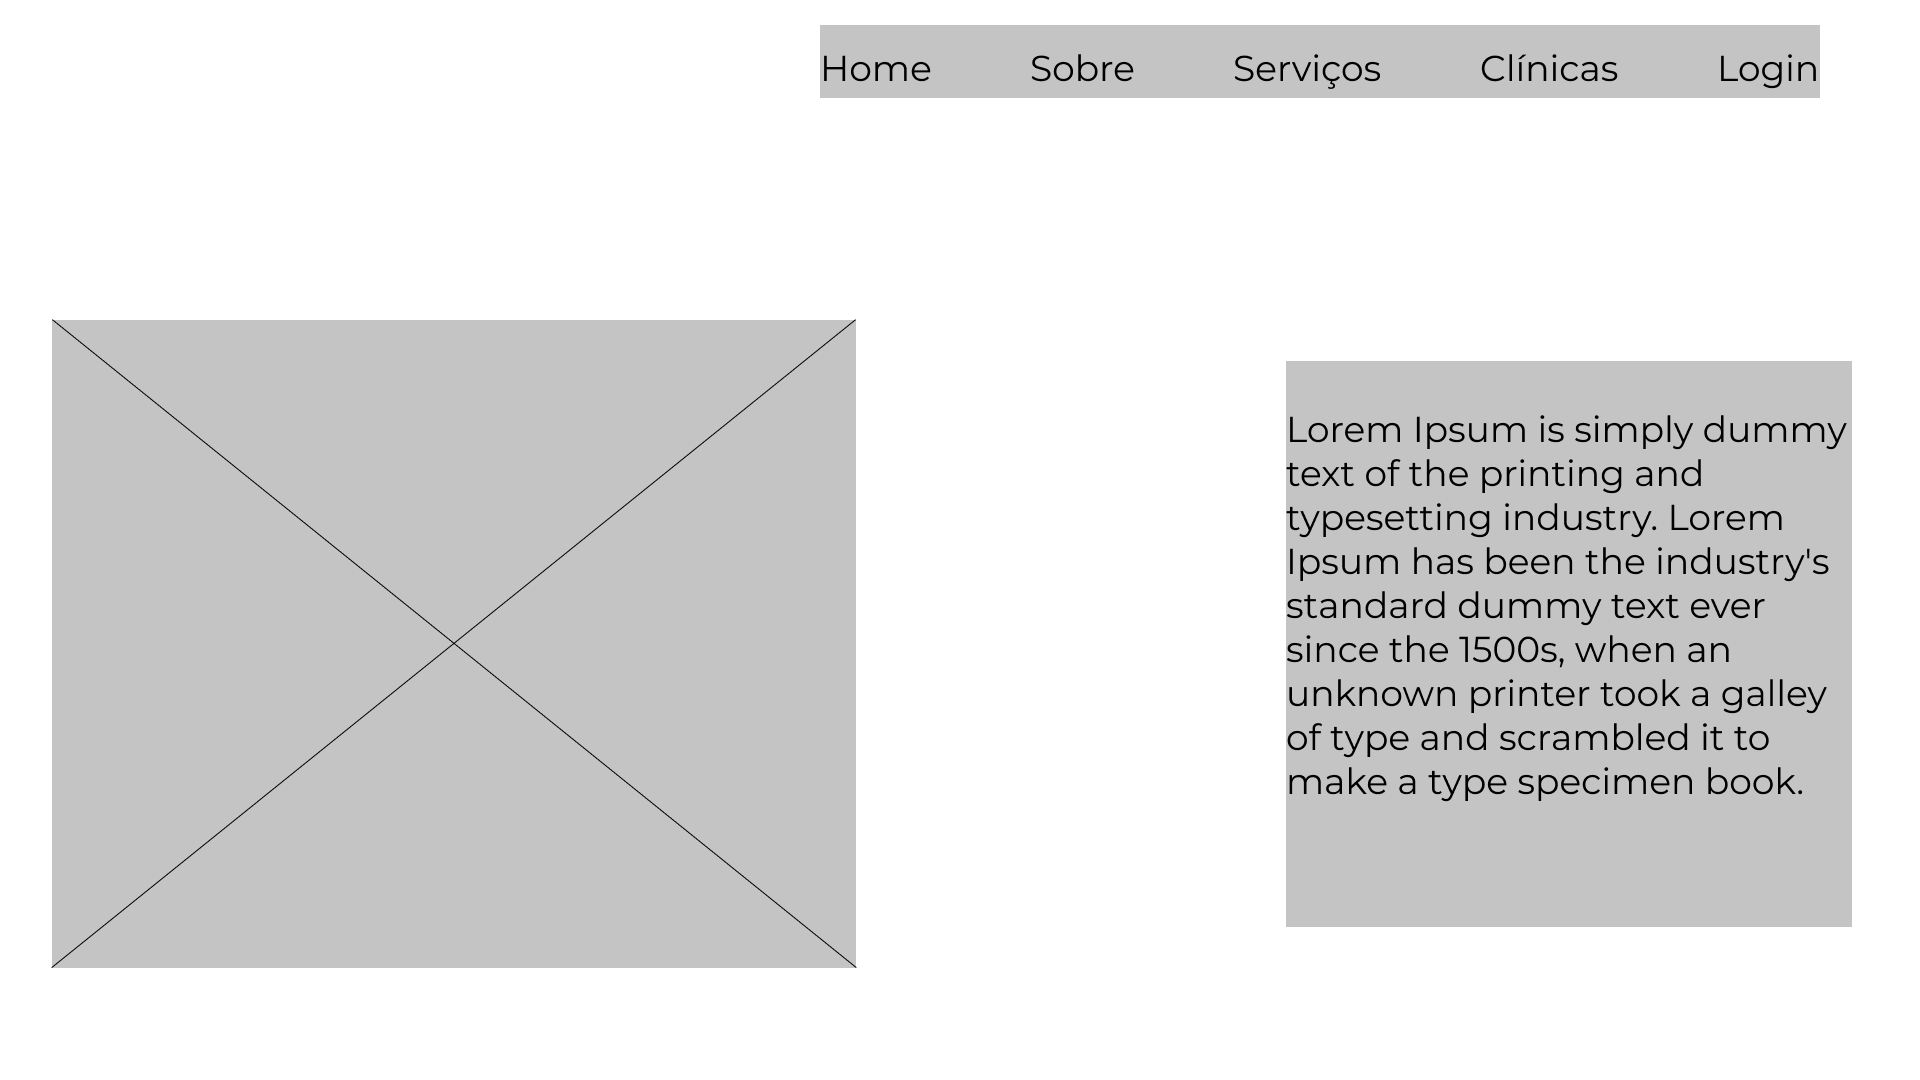 Home Sobre Serviços Clínicas Login
Lorem Ipsum is simply dummy
text of the printing and
typesetting industry. Lorem
Ipsum has been the industry's
standard dummy text ever
since the 1500s, when an
unknown printer took a galley
of type and scrambled it to
make a type specimen book.